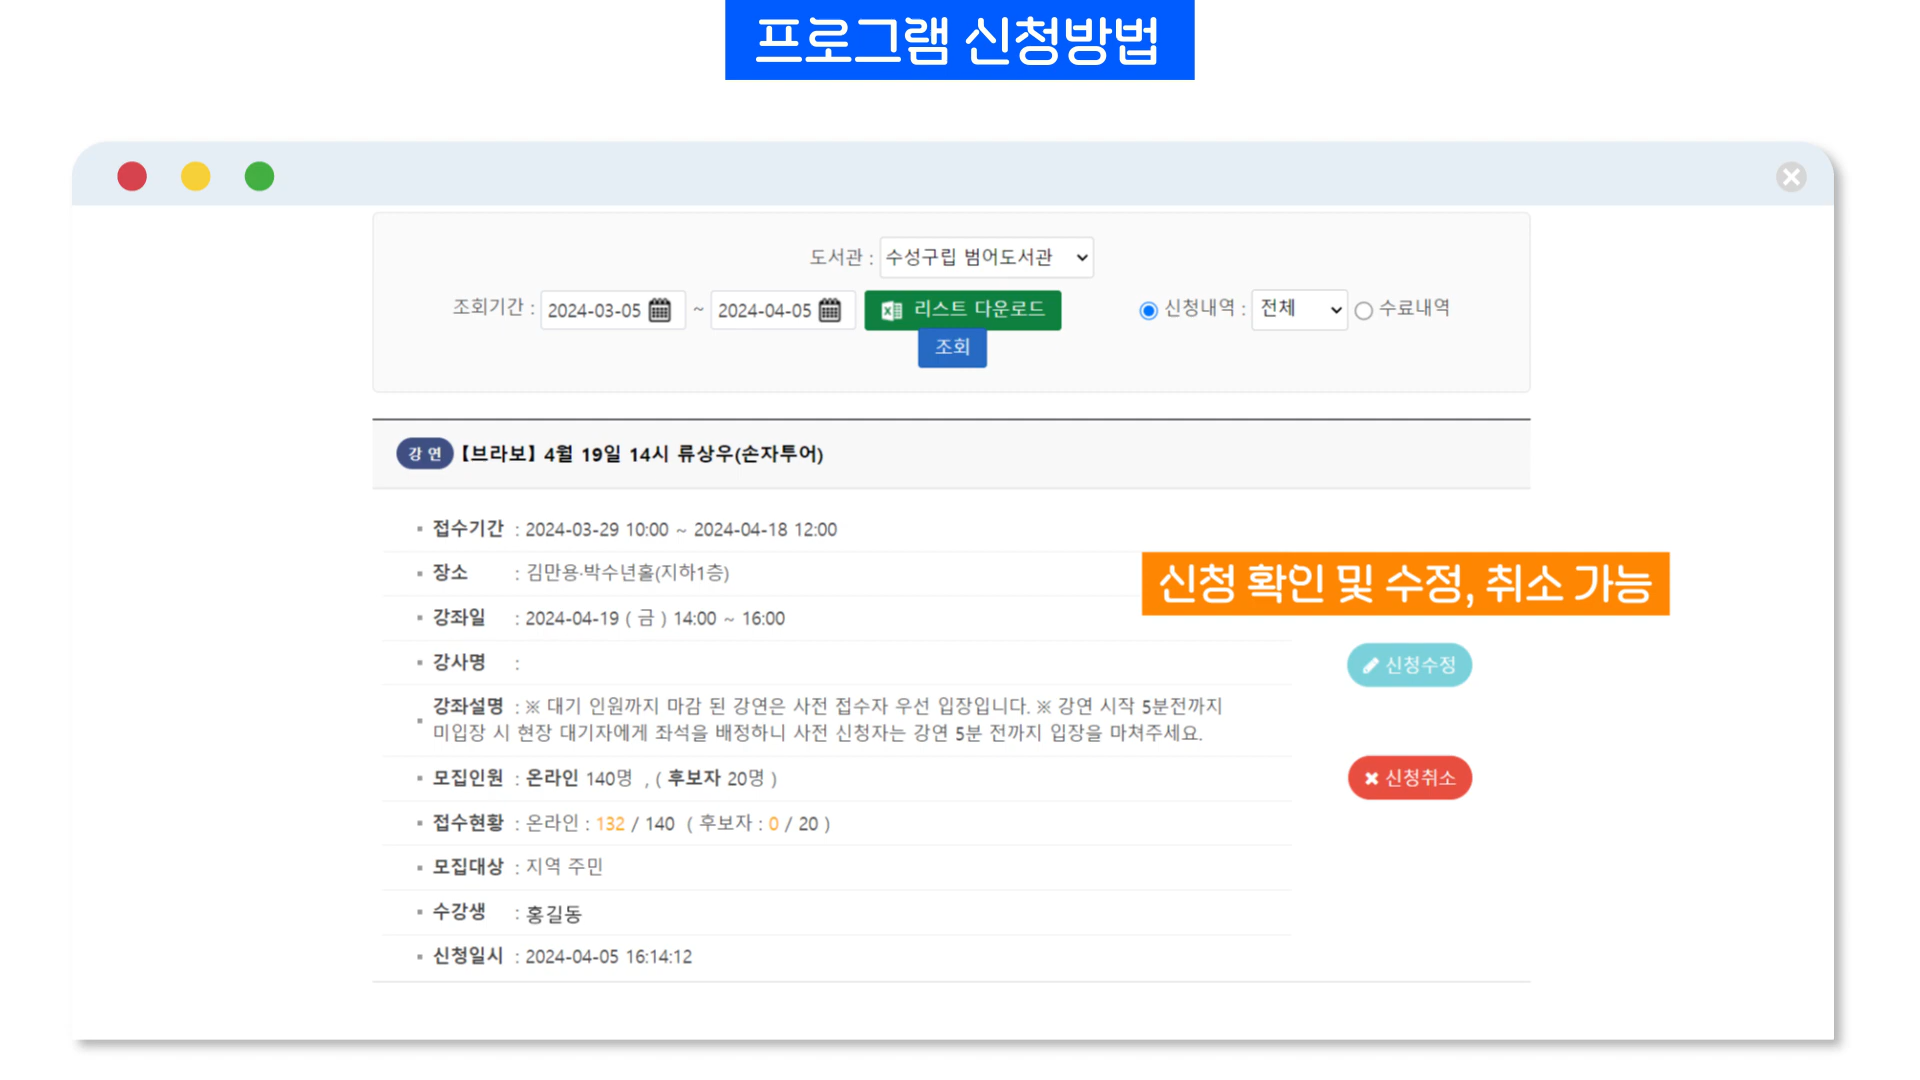 프로그램 신청방법
도서관 : 수성구립 범어도서관
조회기간 : 2024-03-05 ~ 2024-04-05 리스트 다운로드 신청내역 : 전체 수료내역
조회
강 연 【브라보】 4월 19일 14시 류상우(손자투어)
접수기간 : 2024-03-29 10:00 ~ 2024-04-18 12:00
장소 : 김만용·박수년홀(지하1층)
신청 확인 및 수정, 취소 가능
강좌일 : 2024-04-19 ( 금 ) 14:00 ~ 16:00
강사명 :
신청수정
강좌설명 : ※ 대기 인원까지 마감 된 강연은 사전 접수자 우선 입장입니다. ※ 강연 시작 5분전까지
미입장 시 현장 대기자에게 좌석을 배정하니 사전 신청자는 강연 5분 전까지 입장을 마쳐주세요.
모집인원 : 온라인 140명 , ( 후보자 20명 )
신청취소
접수현황 : 온라인 : 132 / 140 ( 후보자 : 0 / 20 )
모집대상 : 지역 주민
수강생 : 홍길동
신청일시 : 2024-04-05 16:14:12